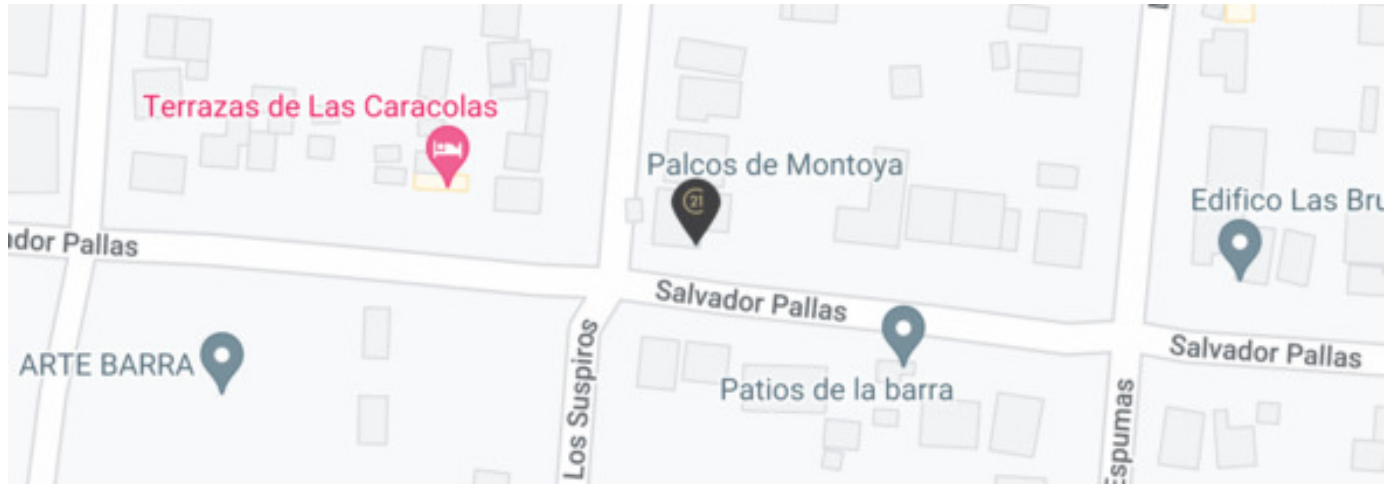 Terrazas de Las Caracolas
Palcos de Montoya
21
Edifico Las Bru
ador Pallas
Salvador Pallas
Salvador Pallas
ARTE BARRA
Los Suspiros
Patios de la barra
Espumas